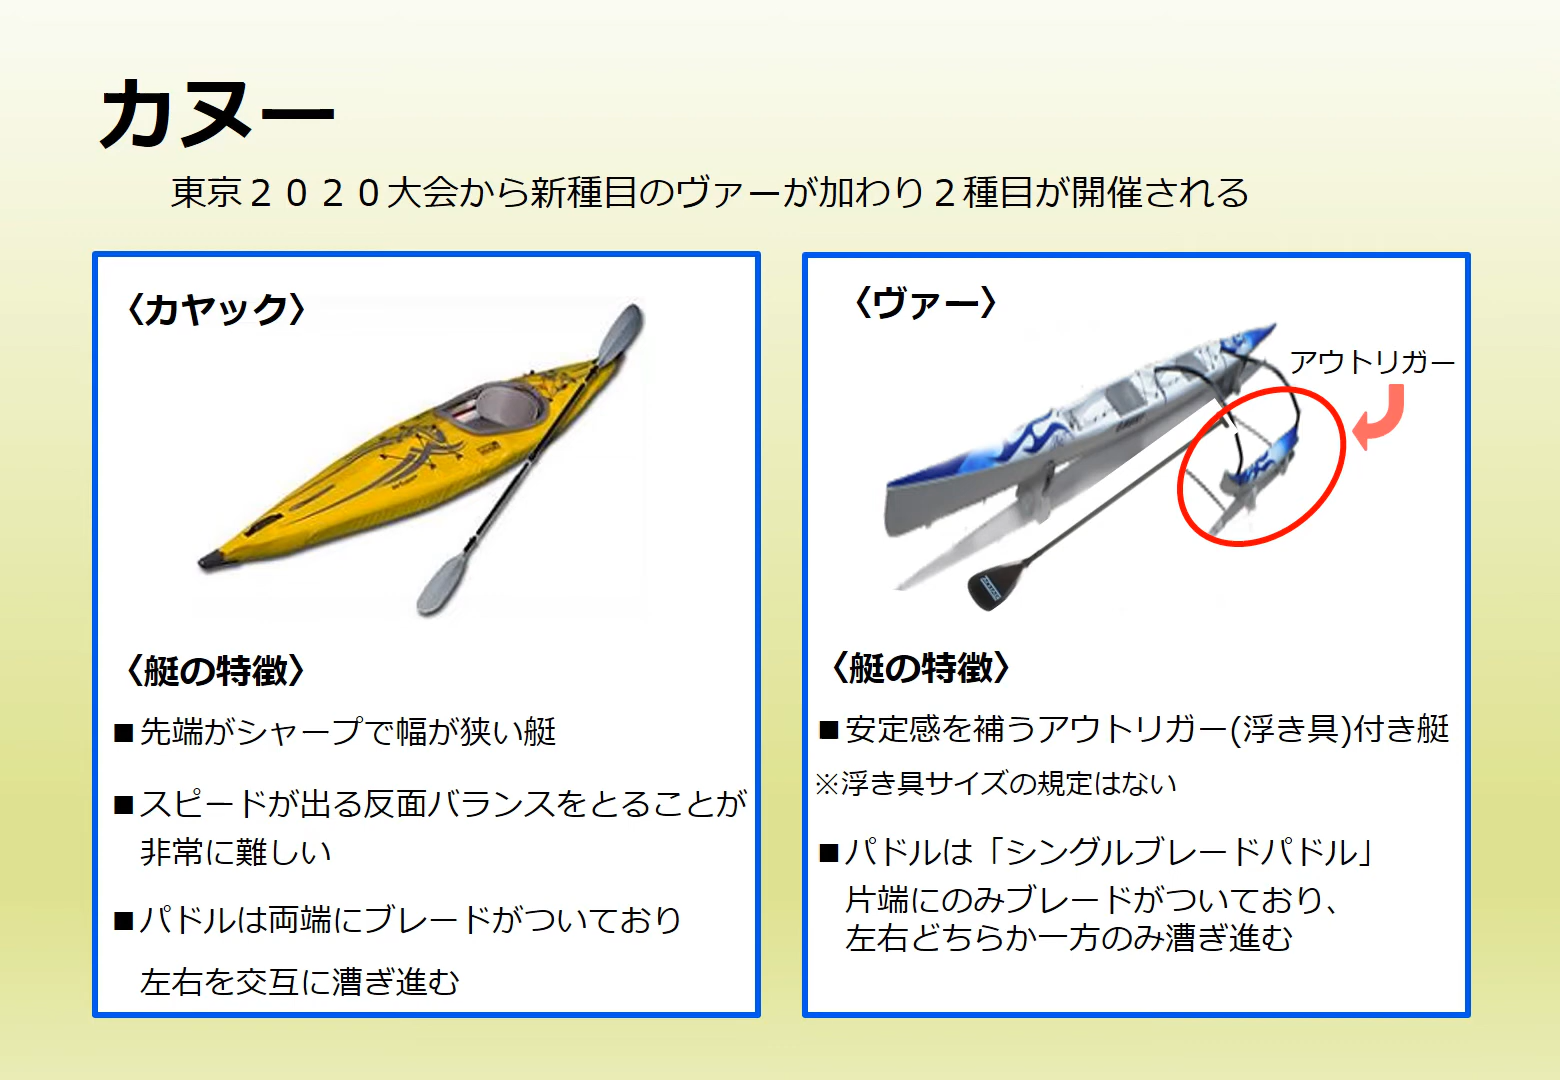 カヌー
東京２０２０大会から新種目のヴァーが加わり２種目が開催される
〈カヤック〉
〈艇の特徴〉
■先端がシャープで幅が狭い艇
■スピードが出る反面バランスをとることが
非常に難しい
■パドルは両端にブレードがついており
左右を交互に漕ぎ進む
〈ヴァー〉
アウトリガー
〈艇の特徴〉
■安定感を補うアウトリガー(浮き具)付き艇
※浮き具サイズの規定はない
■パドルは「シングルブレードパドル」
片端にのみブレードがついており、
左右どちらか一方のみ漕ぎ進む